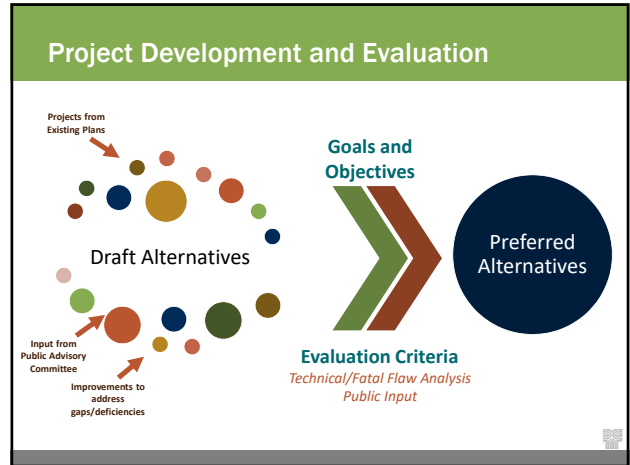 Project Development and Evaluation
Projects from
Existing Plans
Draft Alternatives
Input from
Public Advisory
Committee
Improvements to
address
gaps/deficiencies
Goals and
Objectives
Evaluation Criteria
Technical/Fatal Flaw Analysis
Public Input
Preferred
Alternatives